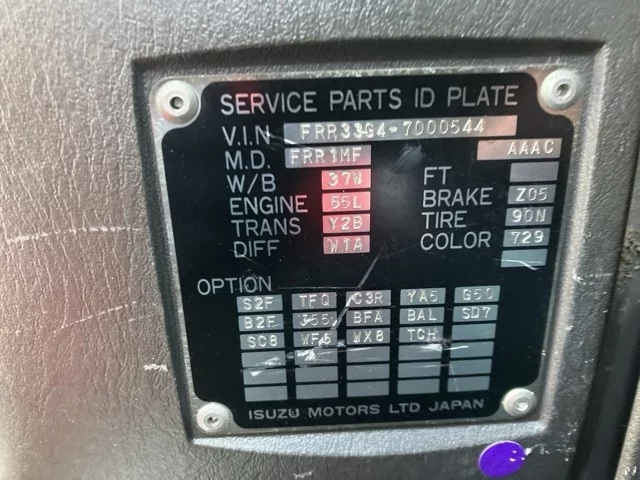 SERVICE PARTS ID PLATE
V.I.N FRR33G4-7000544
M.D. FRR1MF AAAC
W/B 37W FT
ENGINE 65L BRAKE Z05
TRANS Y2B TIRE 90N
DIFF W1A COLOR 729
OPTION
S2F TFQ C3R YA5 G50
B2F J55 BFA BAL SD7
SC8 WF6 WX8 TCH
ISUZU MOTORS LTD JAPAN